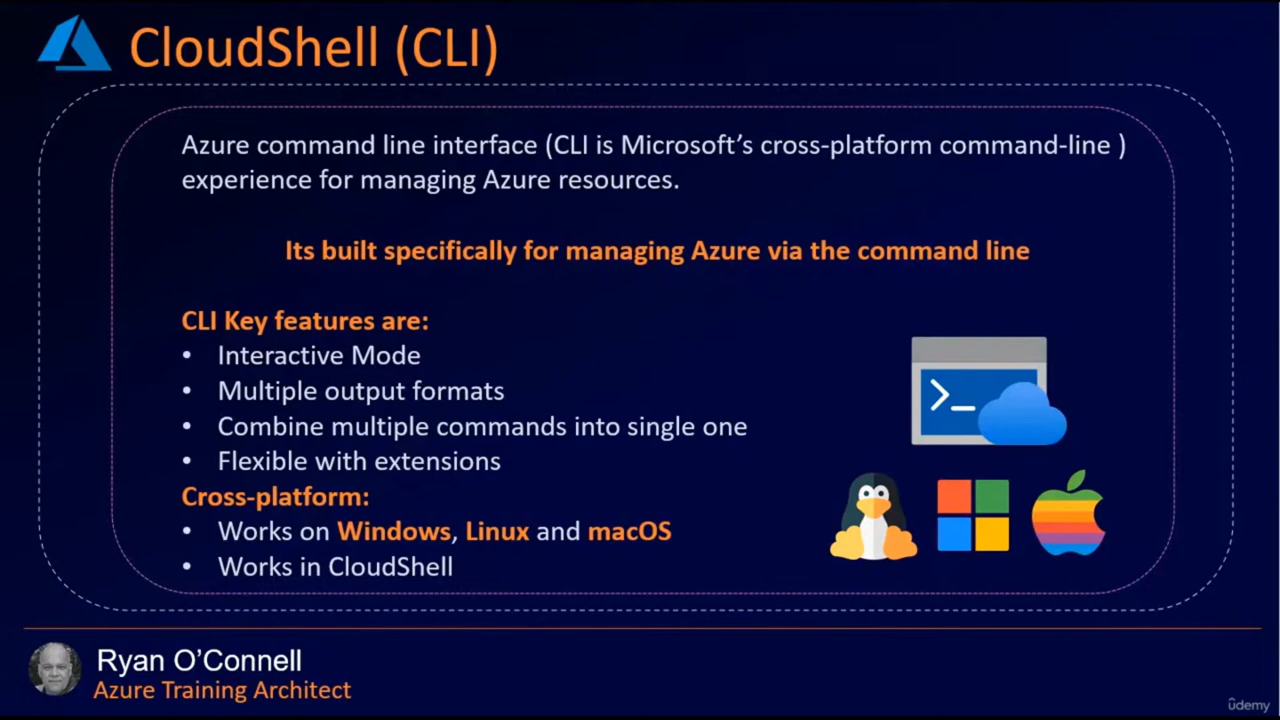 CloudShell (CLI)
Azure command line interface (CLI is Microsoft’s cross-platform command-line )
experience for managing Azure resources.
Its built specifically for managing Azure via the command line
CLI Key features are:
• Interactive Mode
• Multiple output formats
• Combine multiple commands into single one
• Flexible with extensions
Cross-platform:
• Works on Windows, Linux and macOS
• Works in CloudShell
>_
Ryan O’Connell
Azure Training Architect
ûdemy